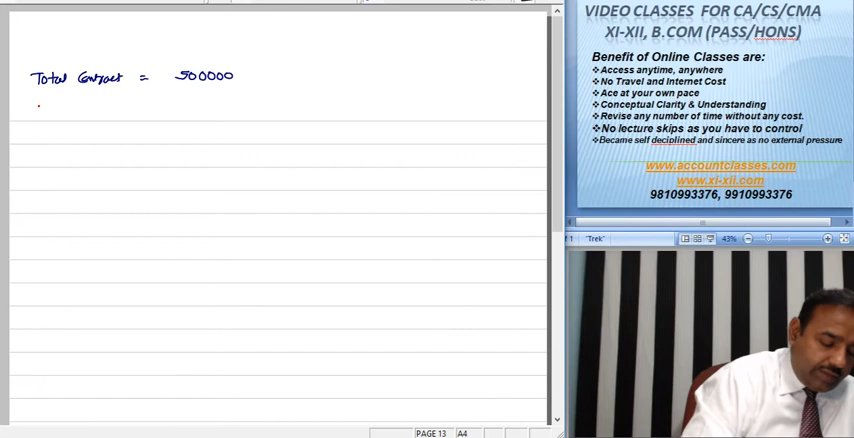 Total Contract = 500000
VIDEO CLASSES FOR CA/CS/CMA
XI-XII, B.COM (PASS/HONS)
Benefit of Online Classes are:
❖Access anytime, anywhere
❖No Travel and Internet Cost
❖Ace at your own pace
❖Conceptual Clarity & Understanding
❖Revise any number of time without any cost.
❖No lecture skips as you have to control
❖Became self deciplined and sincere as no external pressure
www.accountclasses.com
www.xi-xii.com
9810993376, 9910993376
f 1 "Trek" 43%
PAGE 13 A4